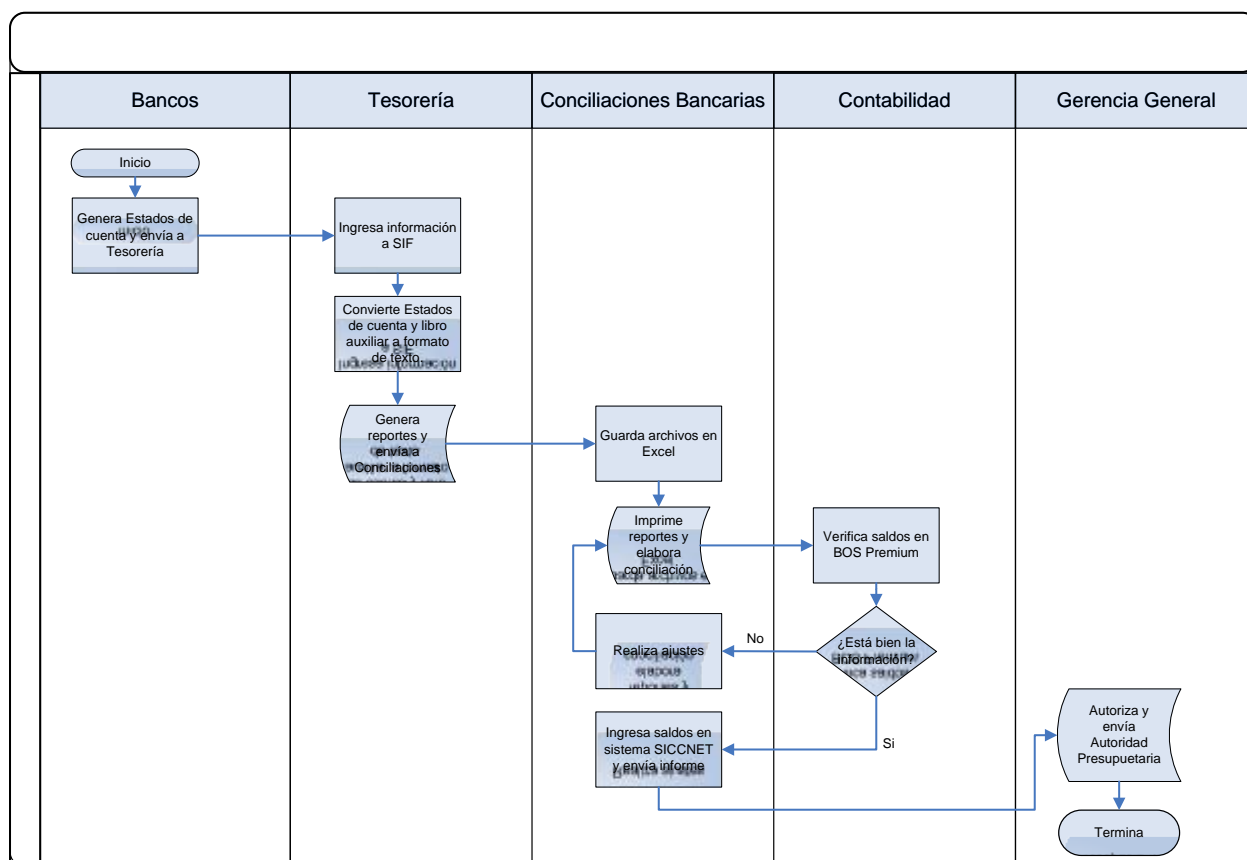 Bancos
Tesorería
Conciliaciones Bancarias
Contabilidad
Gerencia General
Inicio
Genera Estados de
cuenta y envía a
Tesorería
Ingresa información
a SIF
Convierte Estados
de cuenta y libro
auxiliar a formato
de texto.
Genera
reportes y
envía a
Conciliaciones
Guarda archivos en
Excel
Imprime
reportes y
elabora
conciliación
Verifica saldos en
BOS Premium
¿Está bien la
información?
No
Realiza ajustes
Si
Ingresa saldos en
sistema SICCNET
y envía informe
Autoriza y
envía
Autoridad
Presupuetaria
Termina